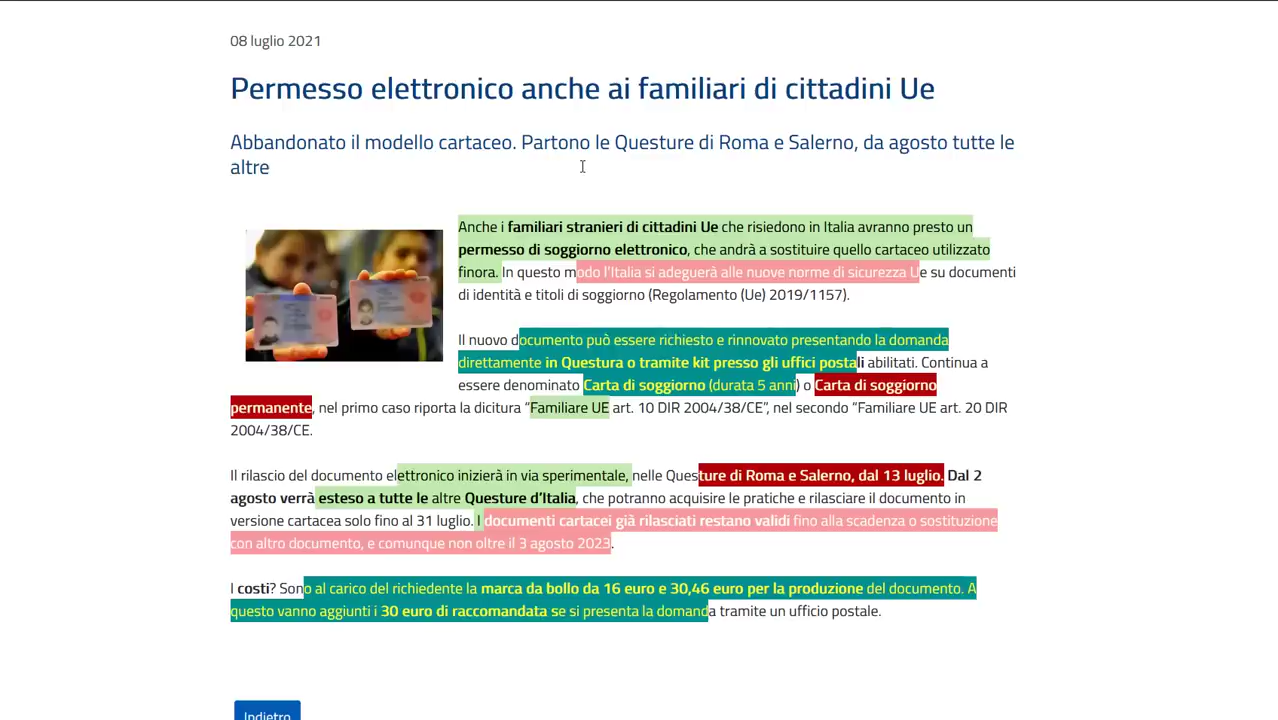 08 luglio 2021
Permesso elettronico anche ai familiari di cittadini Ue
Abbandonato il modello cartaceo. Partono le Questure di Roma e Salerno, da agosto tutte le
altre
Anche i familiari stranieri di cittadini Ue che risiedono in Italia avranno presto un
permesso di soggiorno elettronico, che andrà a sostituire quello cartaceo utilizzato
finora. In questo modo l'Italia si adeguerà alle nuove norme di sicurezza Ue su documenti
di identità e titoli di soggiorno (Regolamento (Ue) 2019/1157).
Il nuovo documento può essere richiesto e rinnovato presentando la domanda
direttamente in Questura o tramite kit presso gli uffici postali abilitati. Continua a
essere denominato Carta di soggiorno (durata 5 anni) o Carta di soggiorno
permanente, nel primo caso riporta la dicitura “Familiare UE art. 10 DIR 2004/38/CE”, nel secondo “Familiare UE art. 20 DIR
2004/38/CE.
Il rilascio del documento elettronico inizierà in via sperimentale, nelle Questure di Roma e Salerno, dal 13 luglio. Dal 2
agosto verrà esteso a tutte le altre Questure d'Italia, che potranno acquisire le pratiche e rilasciare il documento in
versione cartacea solo fino al 31 luglio. I documenti cartacei già rilasciati restano validi fino alla scadenza o sostituzione
con altro documento, e comunque non oltre il 3 agosto 2023.
I costi? Sono al carico del richiedente la marca da bollo da 16 euro e 30,46 euro per la produzione del documento. A
questo vanno aggiunti i 30 euro di raccomandata se si presenta la domanda tramite un ufficio postale.
Indietro